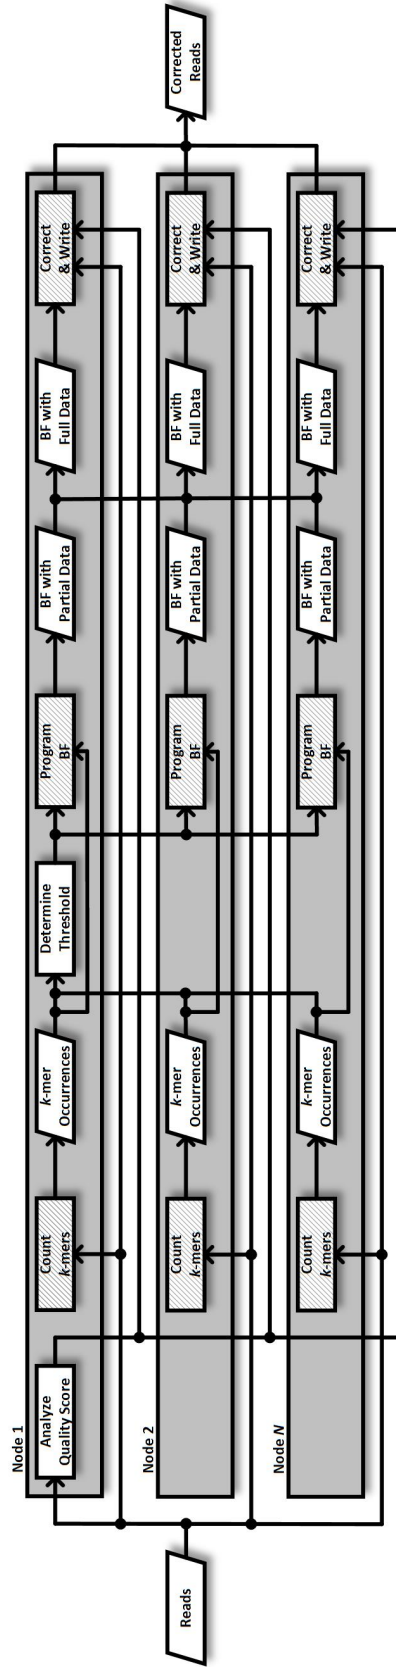 Reads
Node 1
Analyze
Quality Score
Count
k-mers
k-mer
Occurrences
Determine
Threshold
Program
BF
BF with
Partial Data
BF with
Full Data
Correct
& Write
Node 2
Count
k-mers
k-mer
Occurrences
Program
BF
BF with
Partial Data
BF with
Full Data
Correct
& Write
Node N
Count
k-mers
k-mer
Occurrences
Program
BF
BF with
Partial Data
BF with
Full Data
Correct
& Write
Corrected
Reads